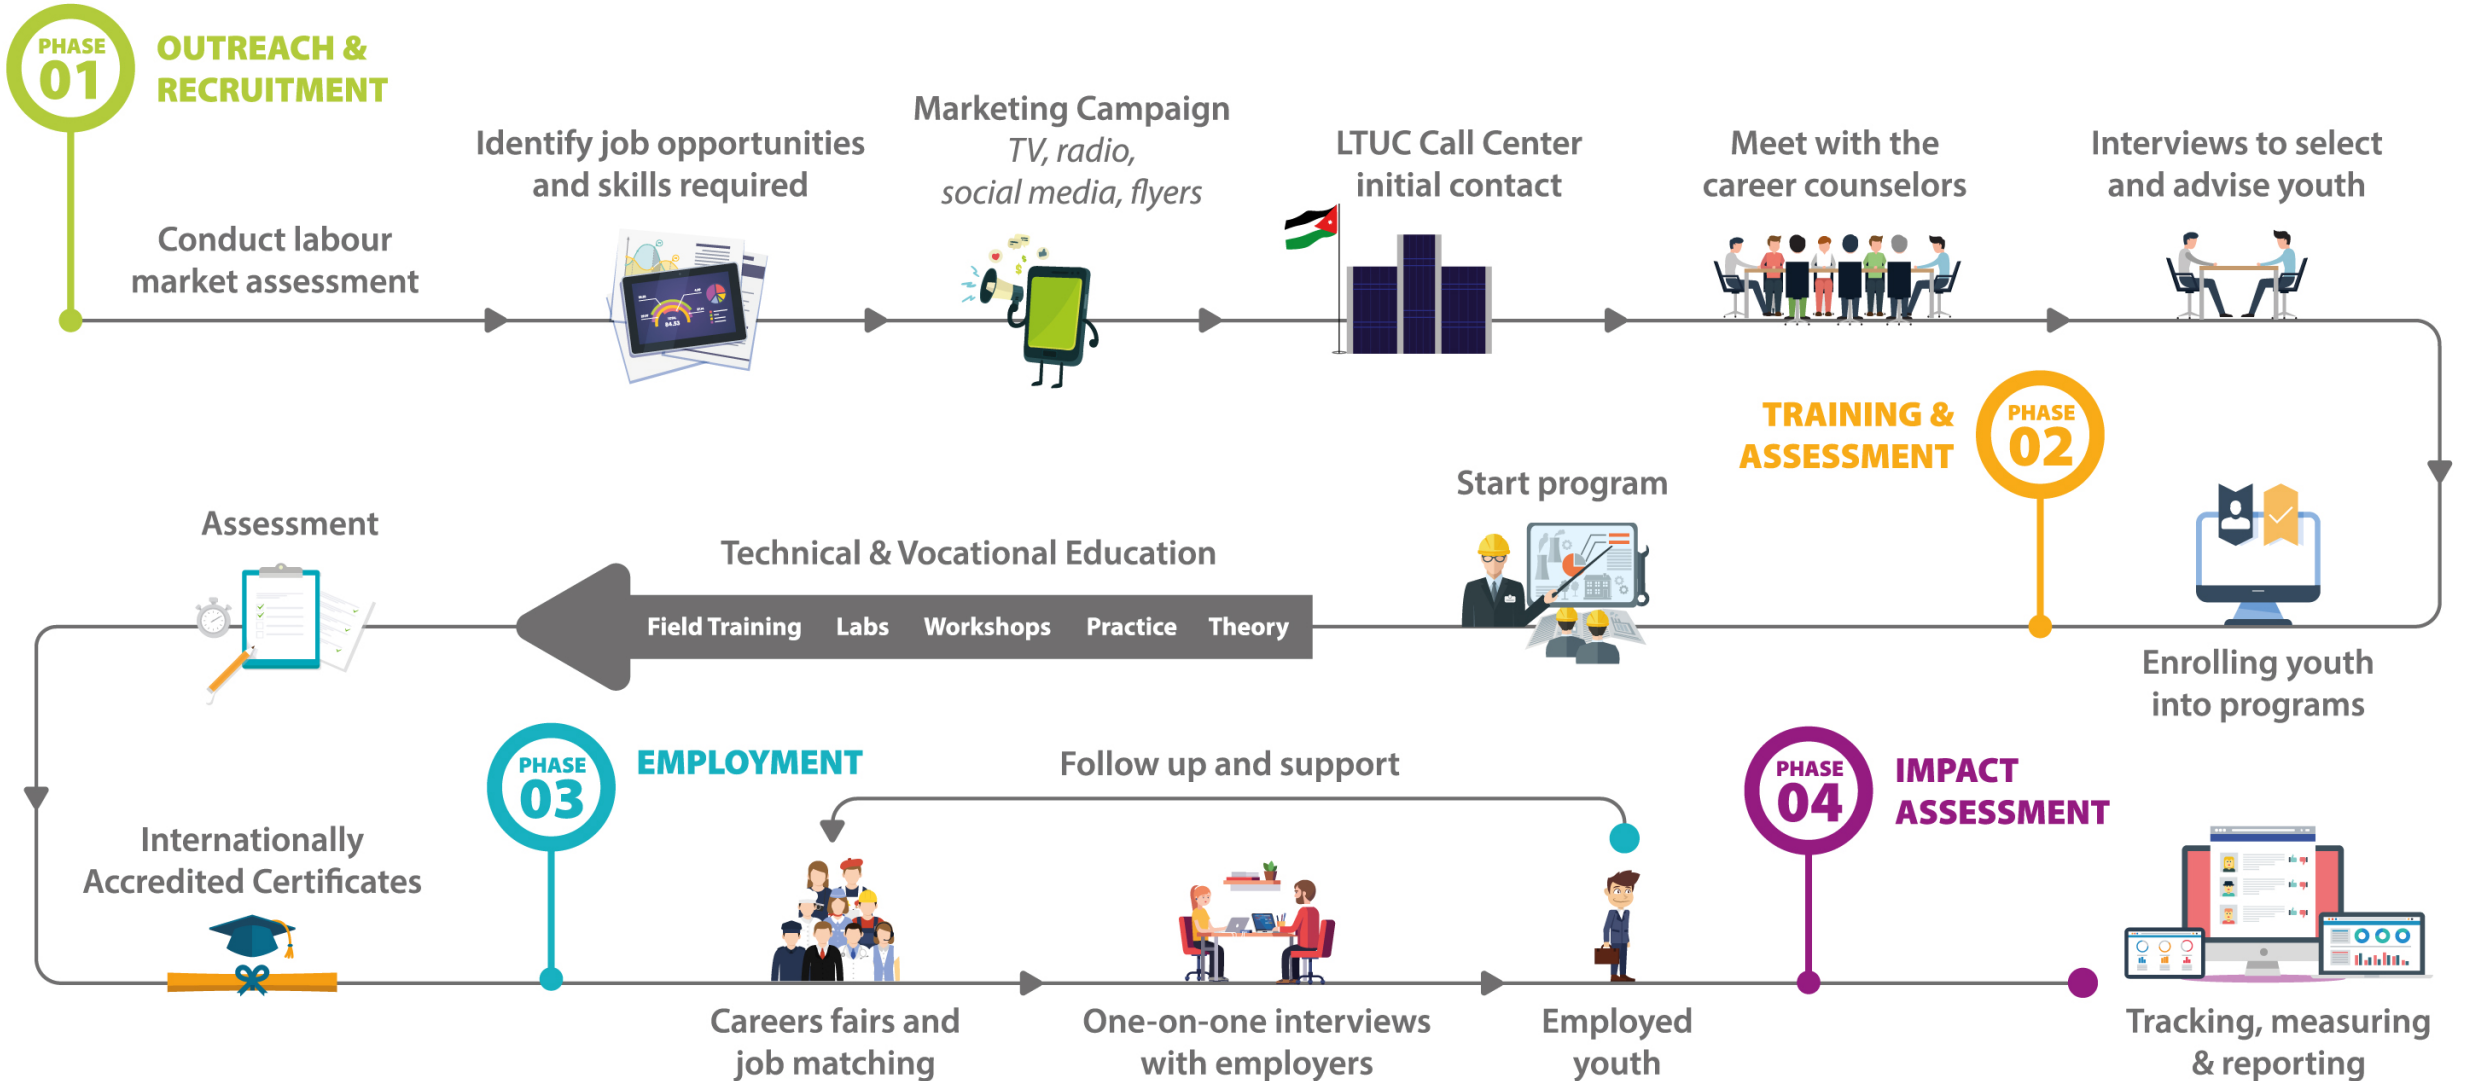 PHASE
01
OUTREACH &
RECRUITMENT
Conduct labour
market assessment
Identify job opportunities
and skills required
Marketing Campaign
TV, radio,
social media, flyers
LTUC Call Center
initial contact
Meet with the
career counselors
Interviews to select
and advise youth
Enrolling youth
into programs
TRAINING &
ASSESSMENT
PHASE
02
Start program
Technical & Vocational Education
Field Training Labs Workshops Practice Theory
Assessment
Internationally
Accredited Certificates
PHASE
03
EMPLOYMENT
Follow up and support
Careers fairs and
job matching
One-on-one interviews
with employers
Employed
youth
PHASE
04
IMPACT
ASSESSMENT
Tracking, measuring
& reporting